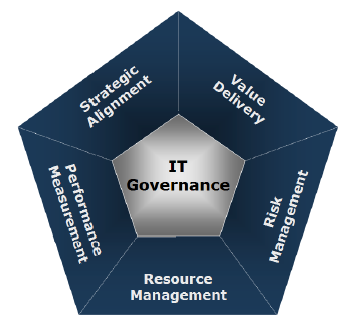 Strategic
Alignment
Value
Delivery
IT
Governance
Performance
Measurement
Risk
Management
Resource
Management